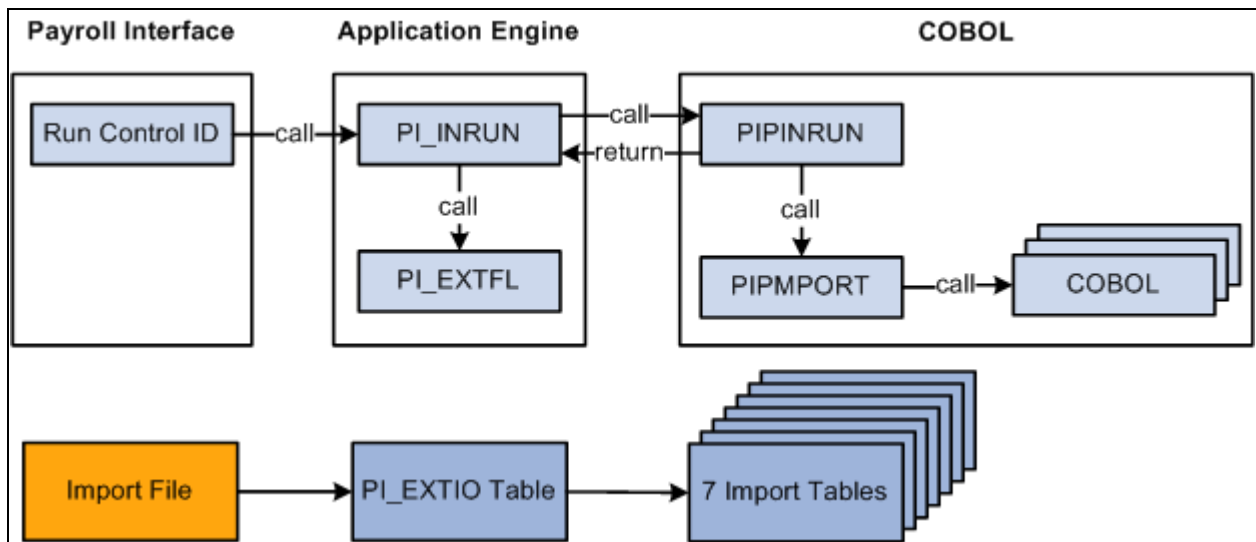 Payroll Interface
Application Engine
COBOL
Run Control ID
call
PI_INRUN
call
return
PIPINRUN
call
call
PI_EXTFL
PIPMPORT
call
COBOL
Import File
PI_EXTIO Table
7 Import Tables